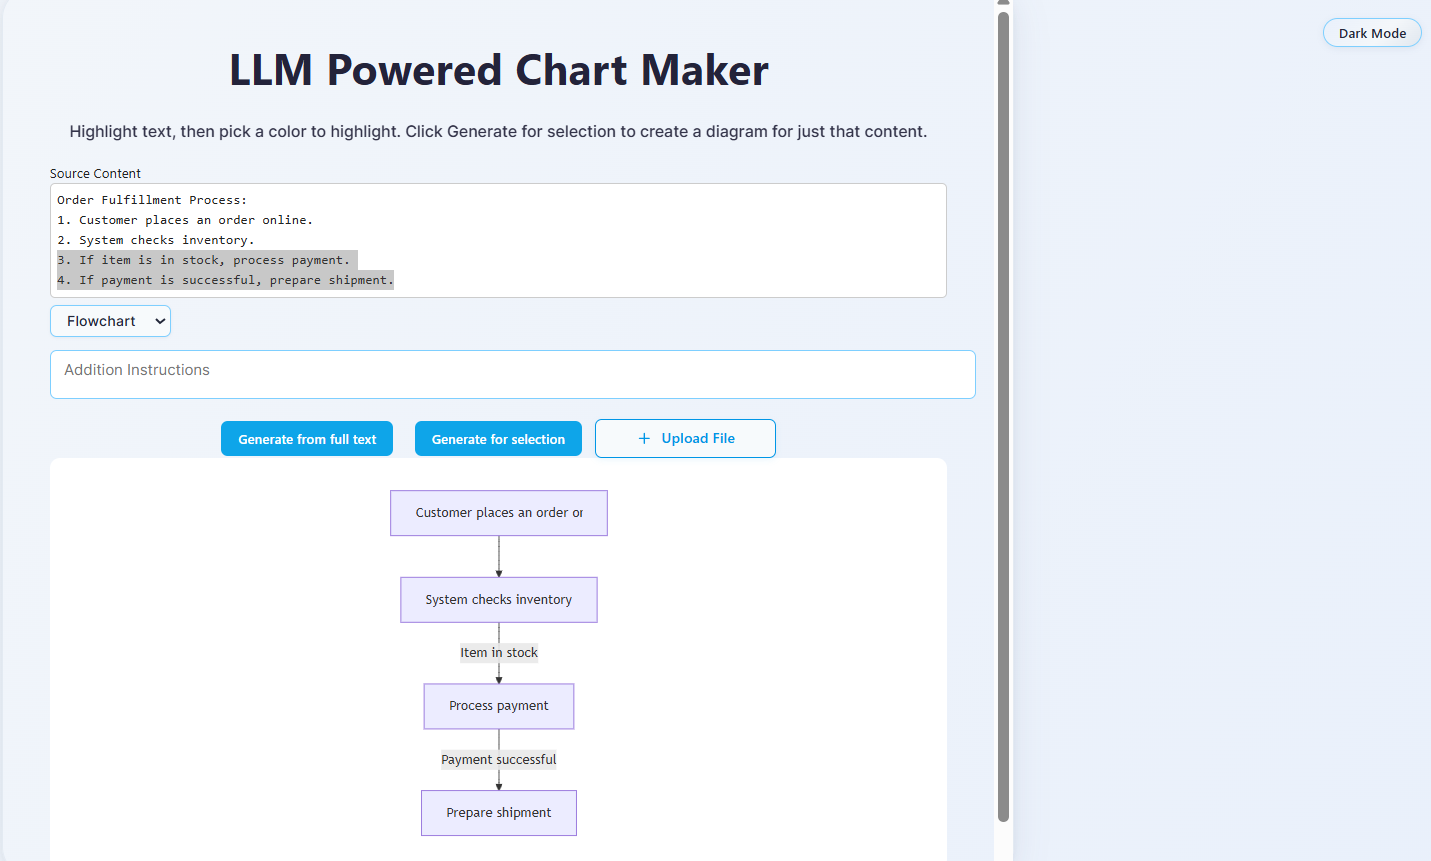 Dark Mode
LLM Powered Chart Maker
Highlight text, then pick a color to highlight. Click Generate for selection to create a diagram for just that content.
Source Content
Order Fulfillment Process:
1. Customer places an order online.
2. System checks inventory.
3. If item is in stock, process payment.
4. If payment is successful, prepare shipment.
Flowchart
Addition Instructions
Generate from full text
Generate for selection
+ Upload File
Customer places an order or
System checks inventory
Item in stock
Process payment
Payment successful
Prepare shipment